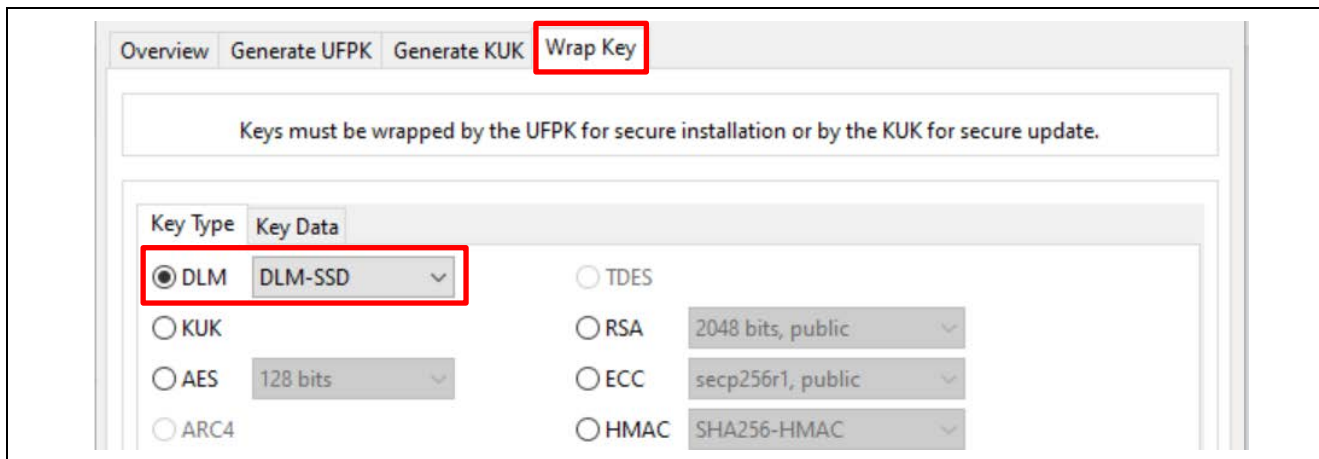 Overview Generate UFPK Generate KUK Wrap Key
Keys must be wrapped by the UFPK for secure installation or by the KUK for secure update.
Key Type Key Data
DLM DLM-SSD TDES
KUK RSA 2048 bits, public
AES 128 bits ECC secp256r1, public
ARC4 HMAC SHA256-HMAC